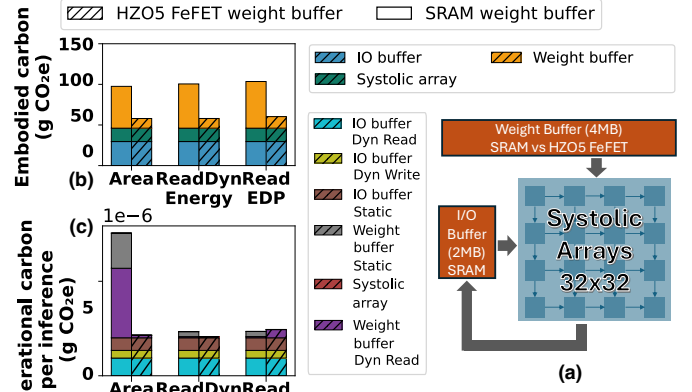 HZO5 FeFET weight buffer
SRAM weight buffer
Embodied carbon
(g CO₂e)
150
100
50
0
(b)
Area
ReadDyn
Energy
Read
EDP
IO buffer
Weight buffer
Systolic array
IO buffer
Dyn Read
IO buffer
Dyn Write
IO buffer
Static
Weight
buffer
Static
Systolic
array
Weight
buffer
Dyn Read
(c)
1e−6
erational carbon
per inference
(g CO₂e)
5
0
Area
ReadDyn
Read
Weight Buffer (4MB)
SRAM vs HZO5 FeFET
I/O
Buffer
(2MB)
SRAM
Systolic
Arrays
32x32
(a)